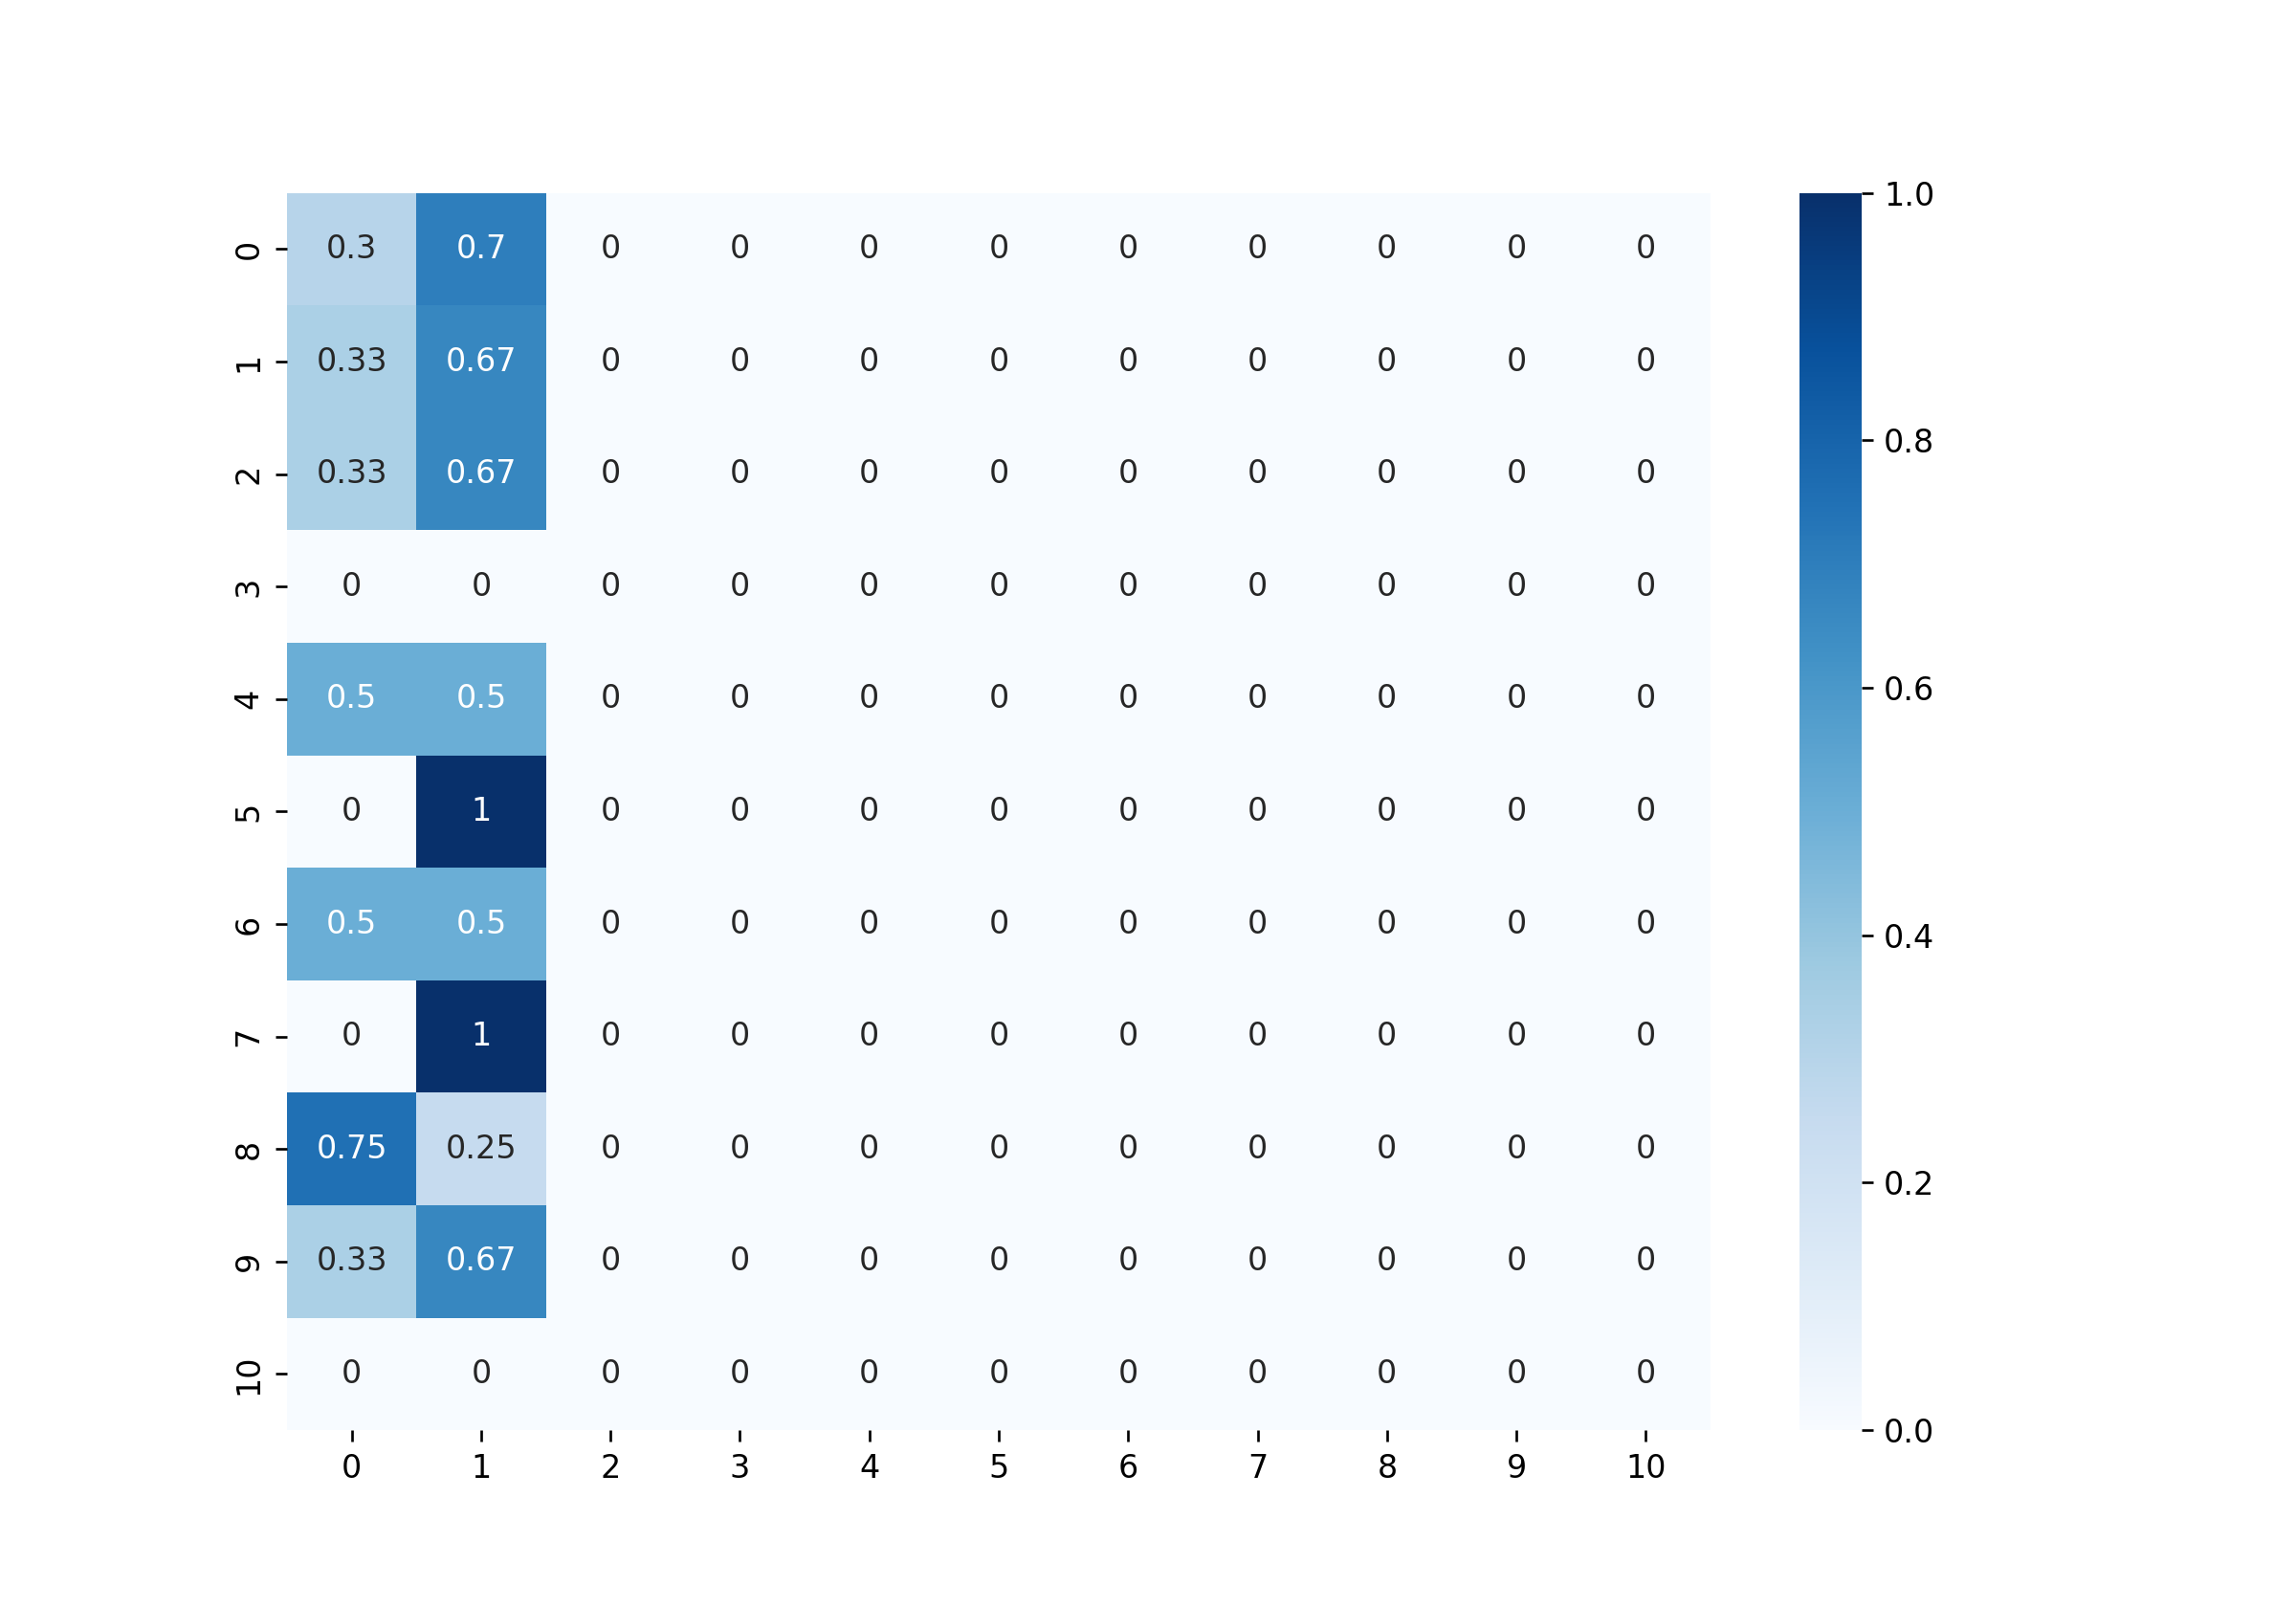 0 0.3 0.7 0 0 0 0 0 0 0 0 0 1.0
1 0.33 0.67 0 0 0 0 0 0 0 0 0
0.8
2 0.33 0.67 0 0 0 0 0 0 0 0 0
3 0 0 0 0 0 0 0 0 0 0 0
0.6
4 0.5 0.5 0 0 0 0 0 0 0 0 0
5 0 1 0 0 0 0 0 0 0 0 0
6 0.5 0.5 0 0 0 0 0 0 0 0 0
0.4
7 0 1 0 0 0 0 0 0 0 0 0
8 0.75 0.25 0 0 0 0 0 0 0 0 0
0.2
9 0.33 0.67 0 0 0 0 0 0 0 0 0
10 0 0 0 0 0 0 0 0 0 0 0
0.0
0 1 2 3 4 5 6 7 8 9 10